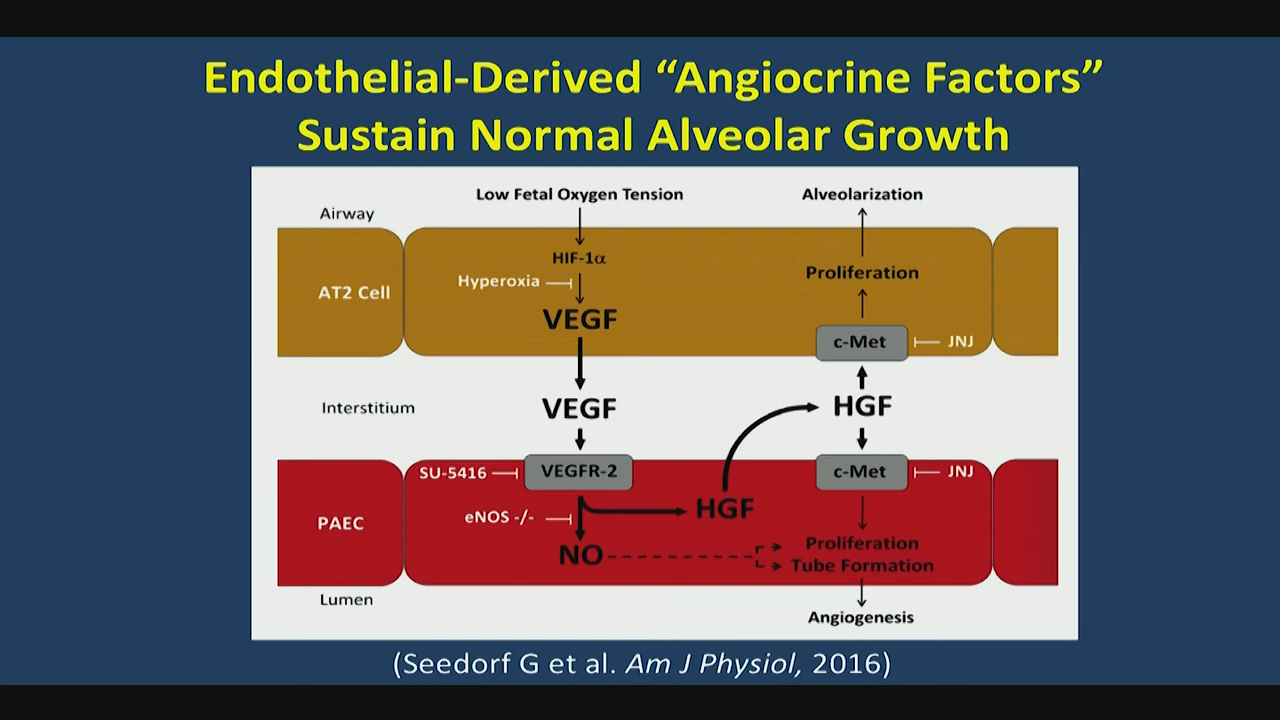 Endothelial-Derived “Angiocrine Factors”
Sustain Normal Alveolar Growth
Low Fetal Oxygen Tension
Alveolarization
Airway
HIF-1α
Hyperoxia
Proliferation
AT2 Cell
VEGF
c-Met
JNJ
Interstitium
VEGF
HGF
SU-5416
VEGFR-2
c-Met
JNJ
PAEC
eNOS -/-
HGF
NO
Proliferation
Tube Formation
Lumen
Angiogenesis
(Seedorf G et al. Am J Physiol, 2016)